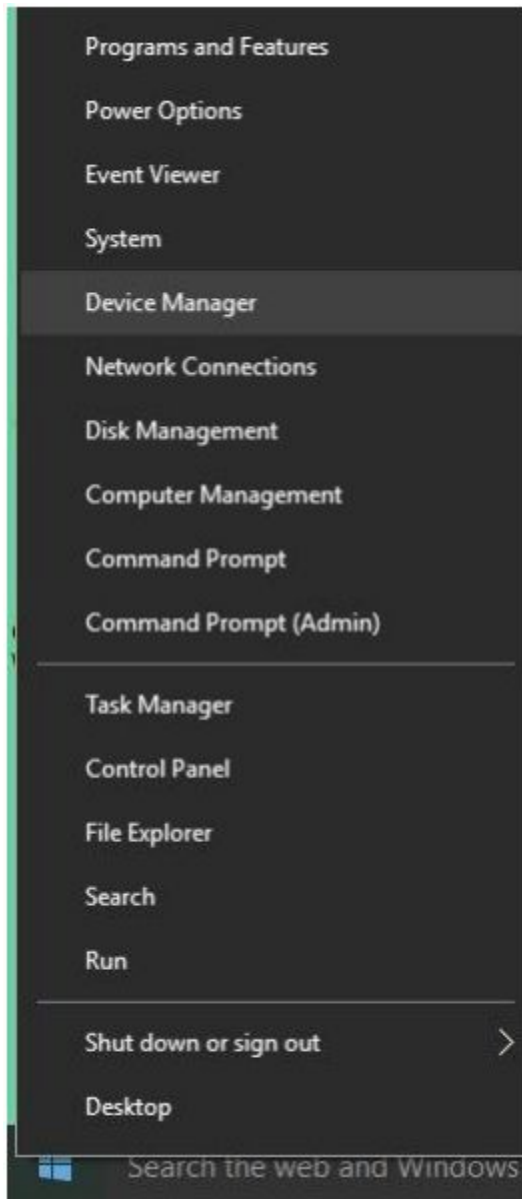 Programs and Features
Power Options
Event Viewer
System
Device Manager
Network Connections
Disk Management
Computer Management
Command Prompt
Command Prompt (Admin)
Task Manager
Control Panel
File Explorer
Search
Run
Shut down or sign out
Desktop
Search the web and Windows